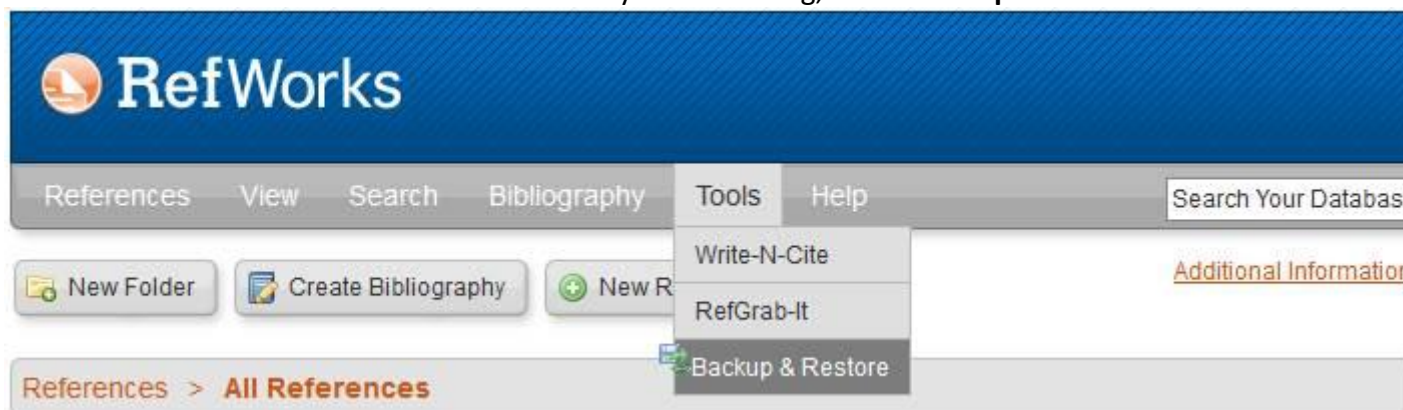 RefWorks
References View Search Bibliography Tools Help Search Your Databas
Write-N-Cite
Additional Information
New Folder Create Bibliography New R
RefGrab-It
Backup & Restore
References > All References